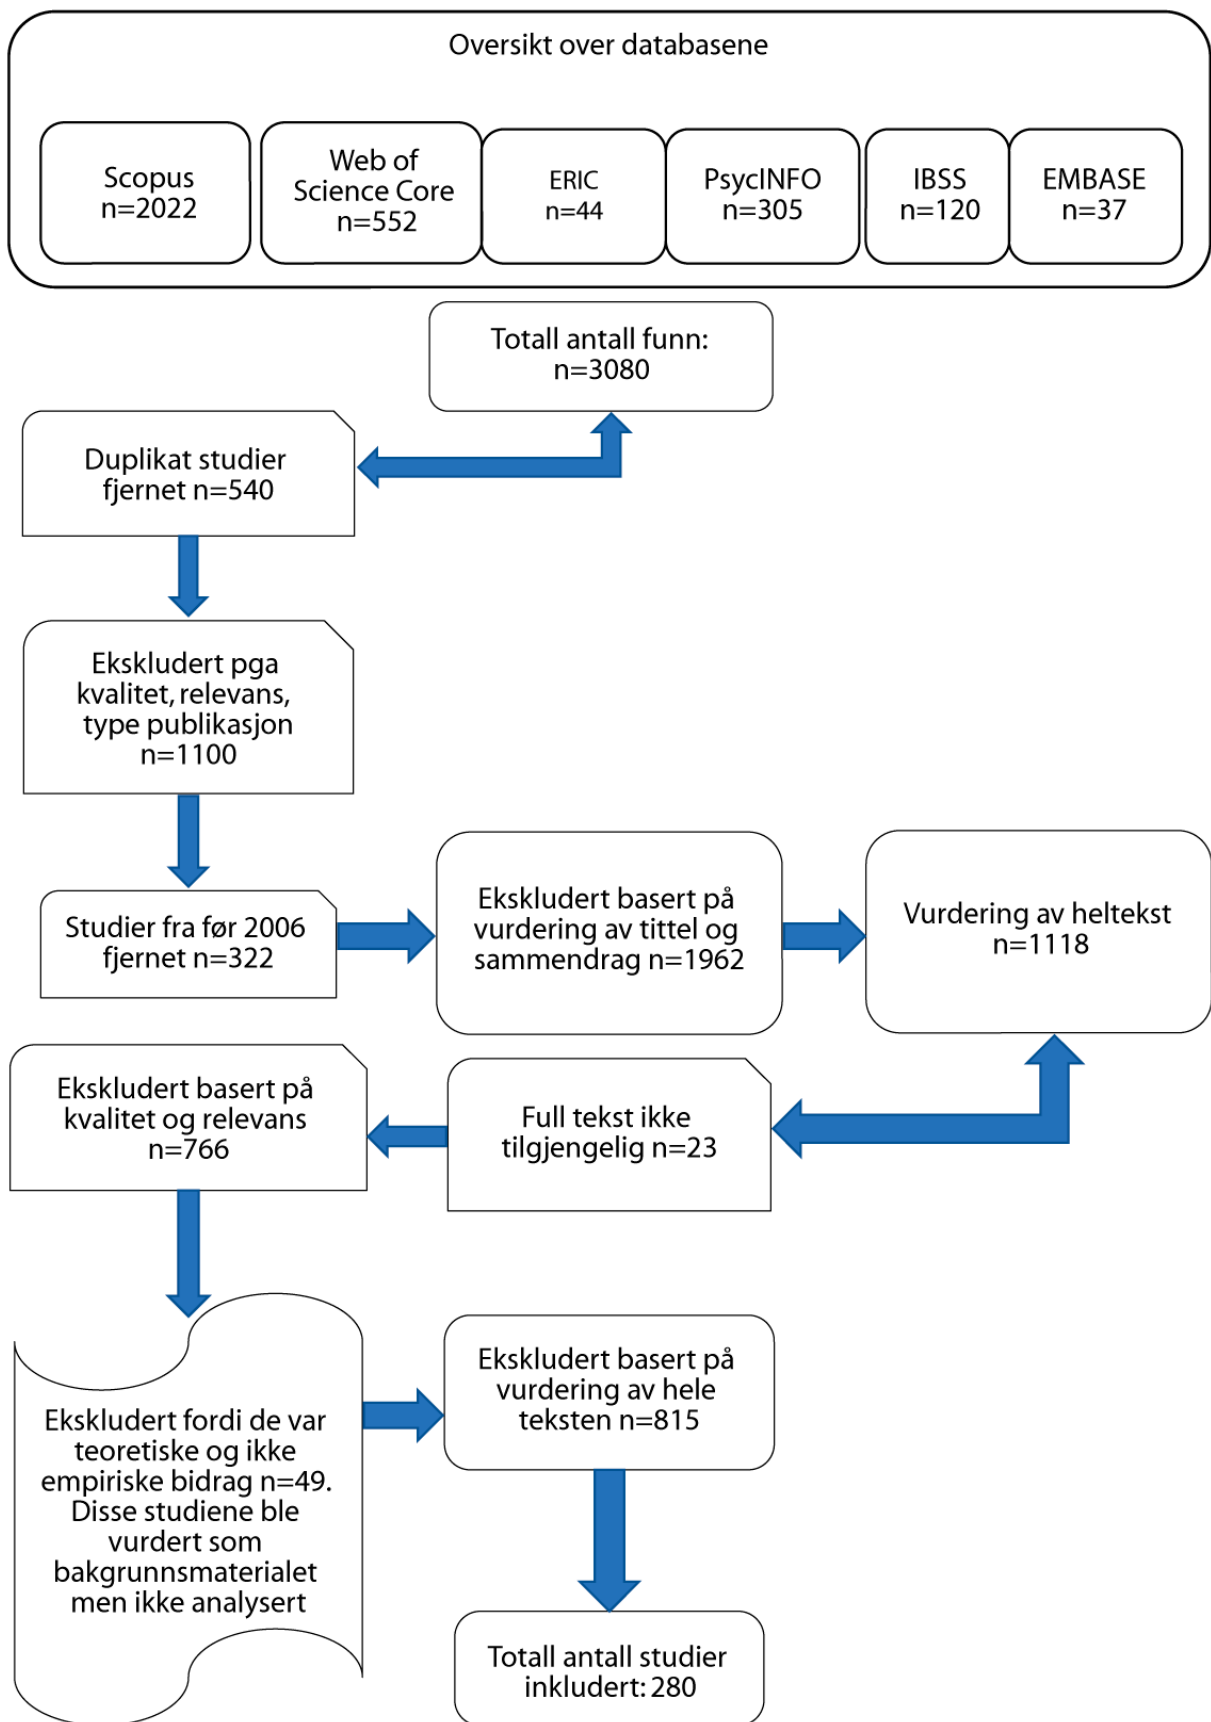 Oversikt over databasene
Scopus
n=2022
Web of
Science Core
n=552
ERIC
n=44
PsycINFO
n=305
IBSS
n=120
EMBASE
n=37
Totall antall funn:
n=3080
Duplikat studier
fjernet n=540
Ekskludert pga
kvalitet, relevans,
type publikasjon
n=1100
Studier fra før 2006
fjernet n=322
Ekskludert basert på
vurdering av tittel og
sammendrag n=1962
Vurdering av heltekst
n=1118
Full tekst ikke
tilgjengelig n=23
Ekskludert basert på
kvalitet og relevans
n=766
Ekskludert fordi de var
teoretiske og ikke
empiriske bidrag n=49.
Disse studiene ble
vurdert som
bakgrunnsmaterialet
men ikke analysert
Ekskludert basert på
vurdering av hele
teksten n=815
Totall antall studier
inkludert: 280